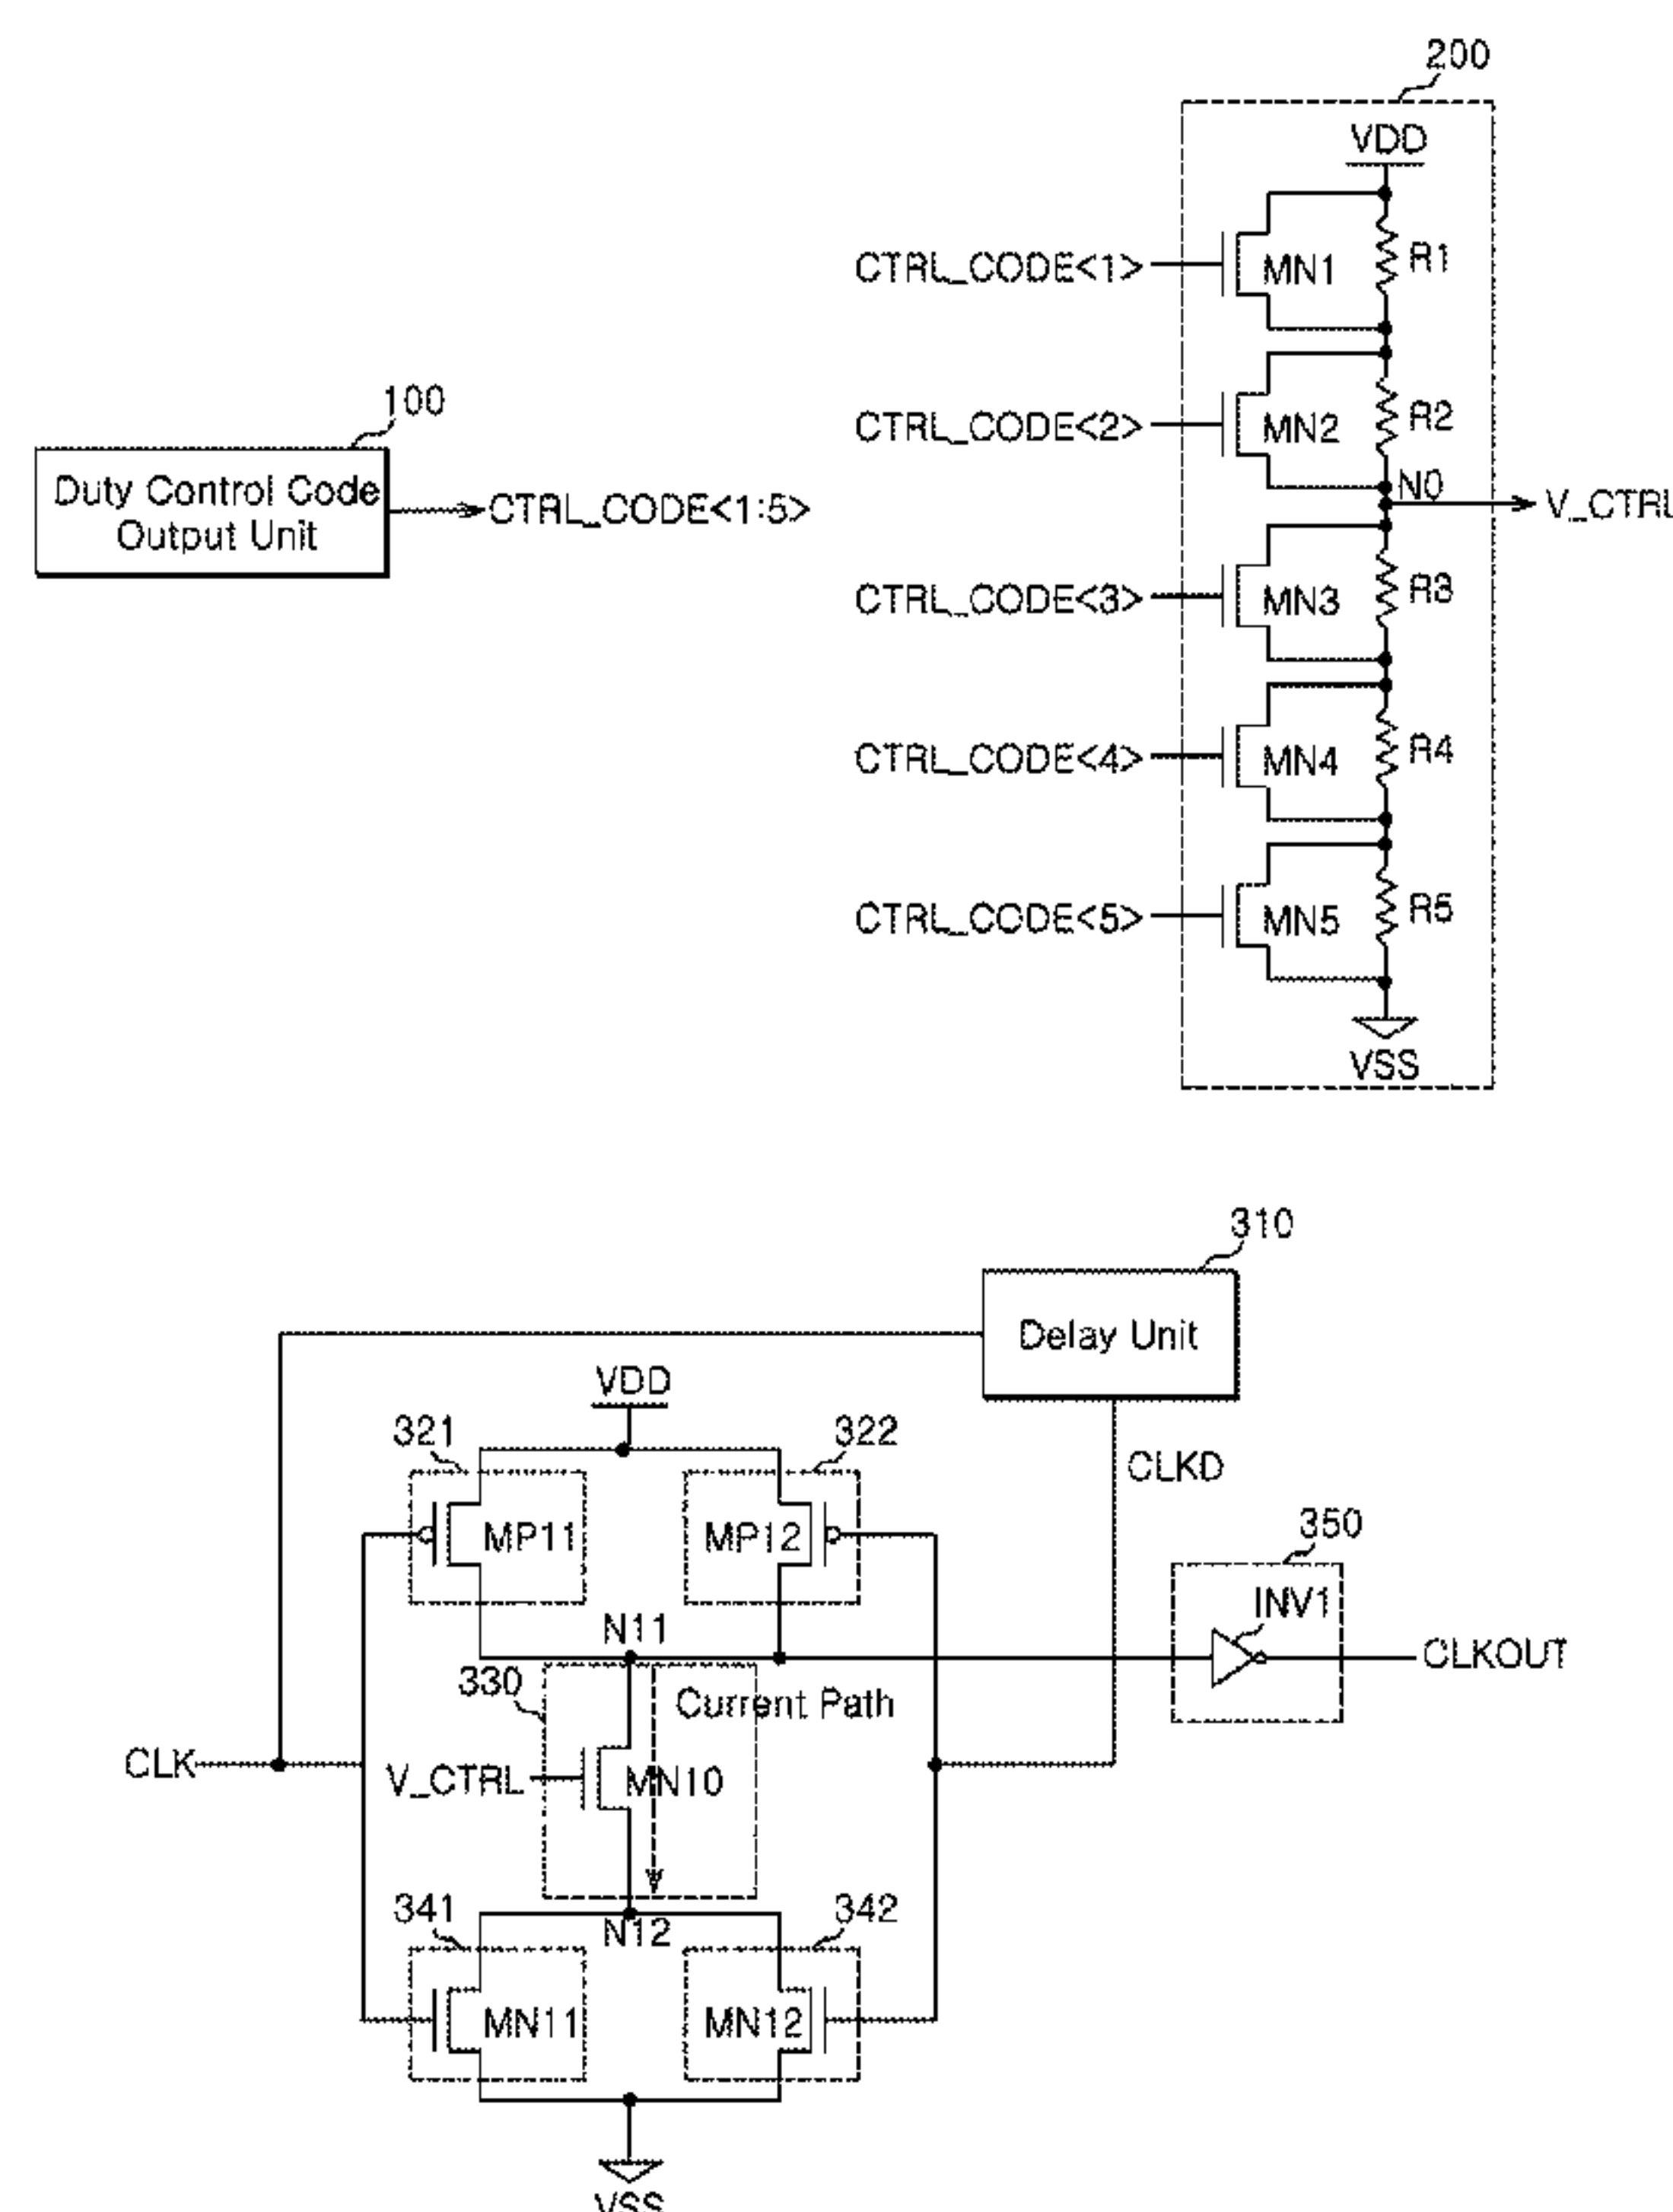 200
VDD
CTRL_CODE<1>
MN1
R1
CTRL_CODE<2>
MN2
R2
100
Duty Control Code
Output Unit
CTRL_CODE<1:5>
N0
V_CTRL
CTRL_CODE<3>
MN3
R3
CTRL_CODE<4>
MN4
R4
CTRL_CODE<5>
MN5
R5
VSS
310
Delay Unit
VDD
321
322
CLKD
MP11
MP12
350
INV1
N11
CLKOUT
330
Current Path
CLK
V_CTRL
MN10
341
342
N12
MN11
MN12
VSS